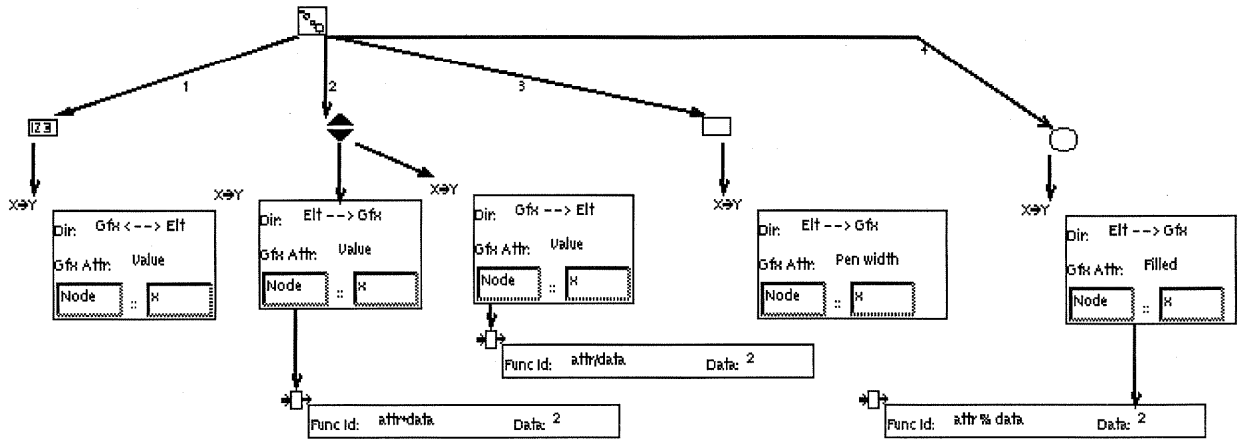 1
2
3
4
123
X→Y
X→Y
X→Y
X→Y
X→Y
Dir: Gfx <--> Elt
Gfx Attr: Value
Node :: x
Dir: Elt --> Gfx
Gfx Attr: Value
Node :: x
Dir: Gfx --> Elt
Gfx Attr: Value
Node :: x
Dir: Elt --> Gfx
Gfx Attr: Pen width
Node :: x
Dir: Elt --> Gfx
Gfx Attr: Filled
Node :: x
Func Id: attr/data Data: 2
Func Id: attr*data Data: 2
Func Id: attr % data Data: 2